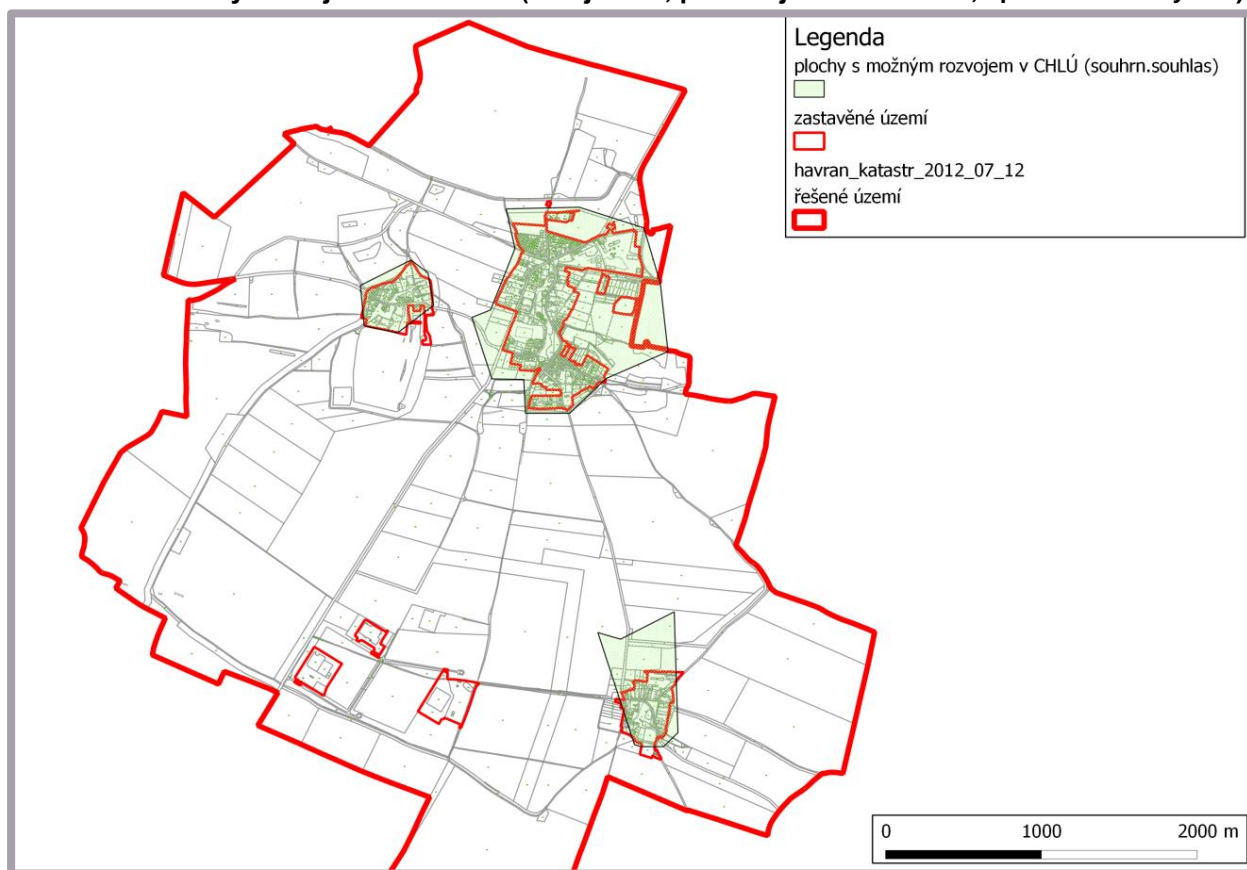 Legenda
plochy s možným rozvojem v CHLÚ (souhrn.souhlas)
zastavěné území
havran_katastr_2012_07_12
řešené území
0 1000 2000 m